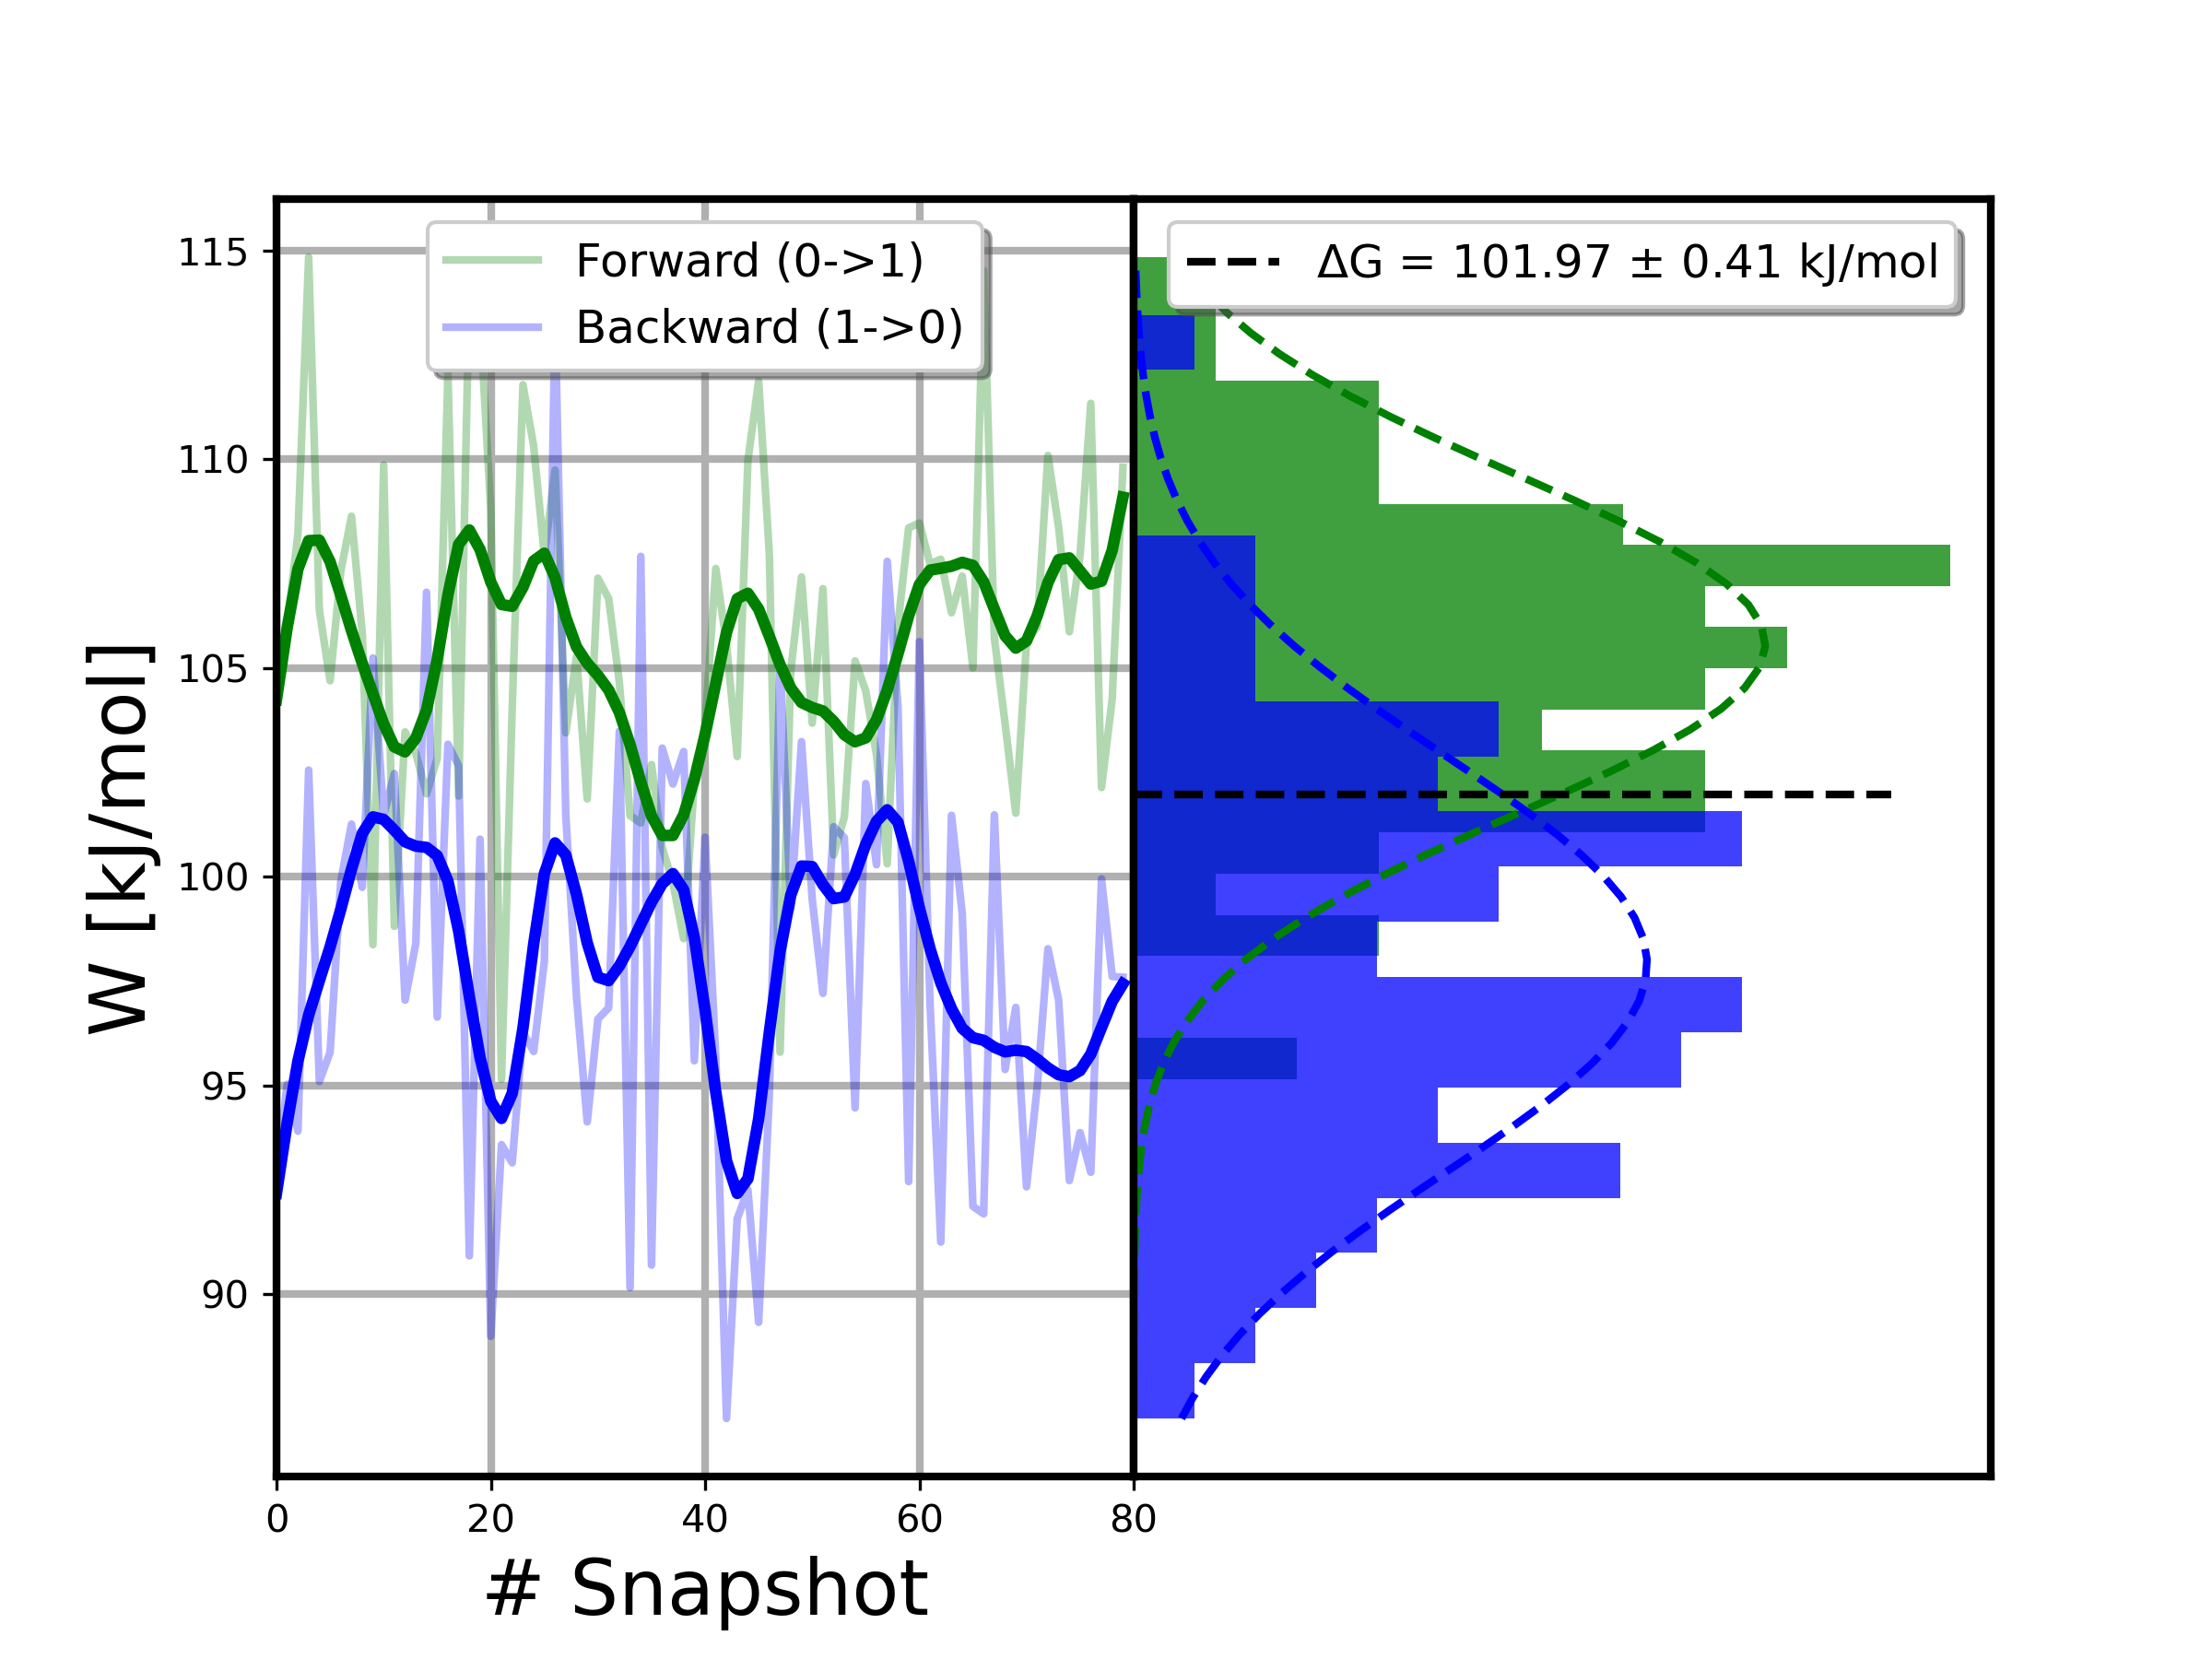 115
110
105
100
95
90
W [kJ/mol]
Forward (0->1)
Backward (1->0)
ΔG = 101.97 ± 0.41 kJ/mol
0 20 40 60 80
# Snapshot